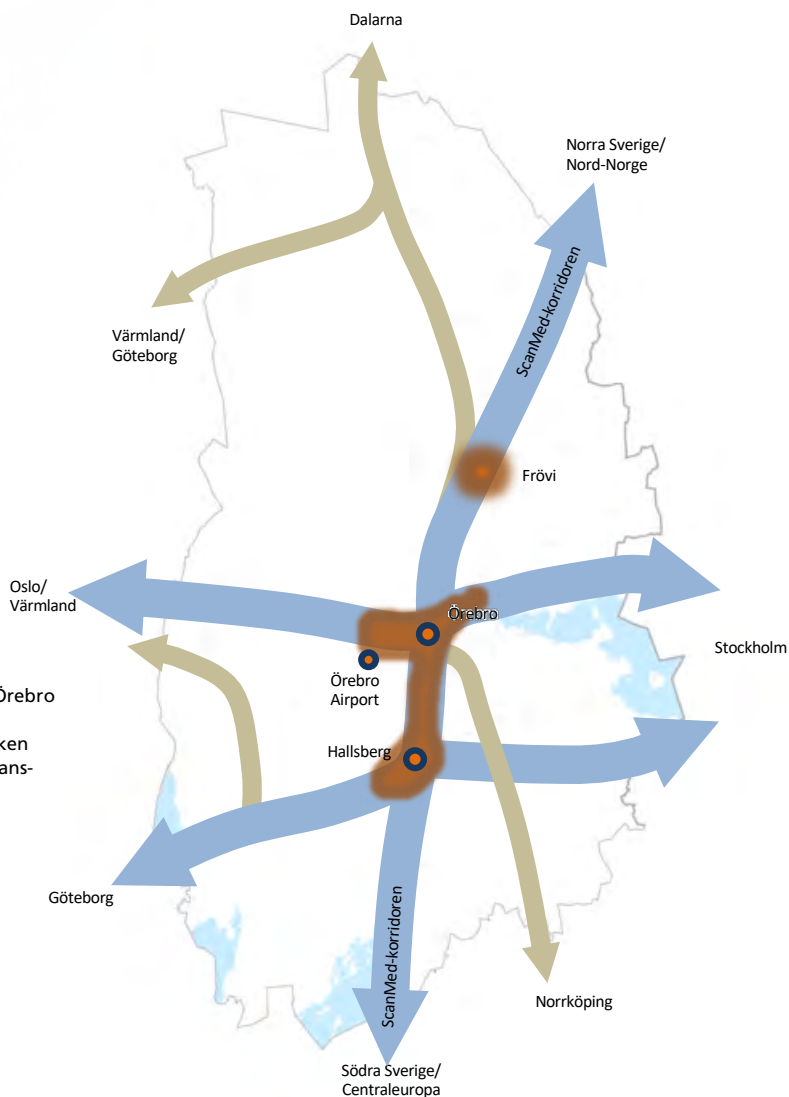 Dalarna
Norra Sverige/
Nord-Norge
ScanMed-korridoren
Värmland/
Göteborg
Frövi
Oslo/
Värmland
Örebro
Stockholm
Örebro
Airport
Örebro
ken
ans-
Hallsberg
Göteborg
ScanMed-korridoren
Norrköping
Södra Sverige/
Centraleuropa